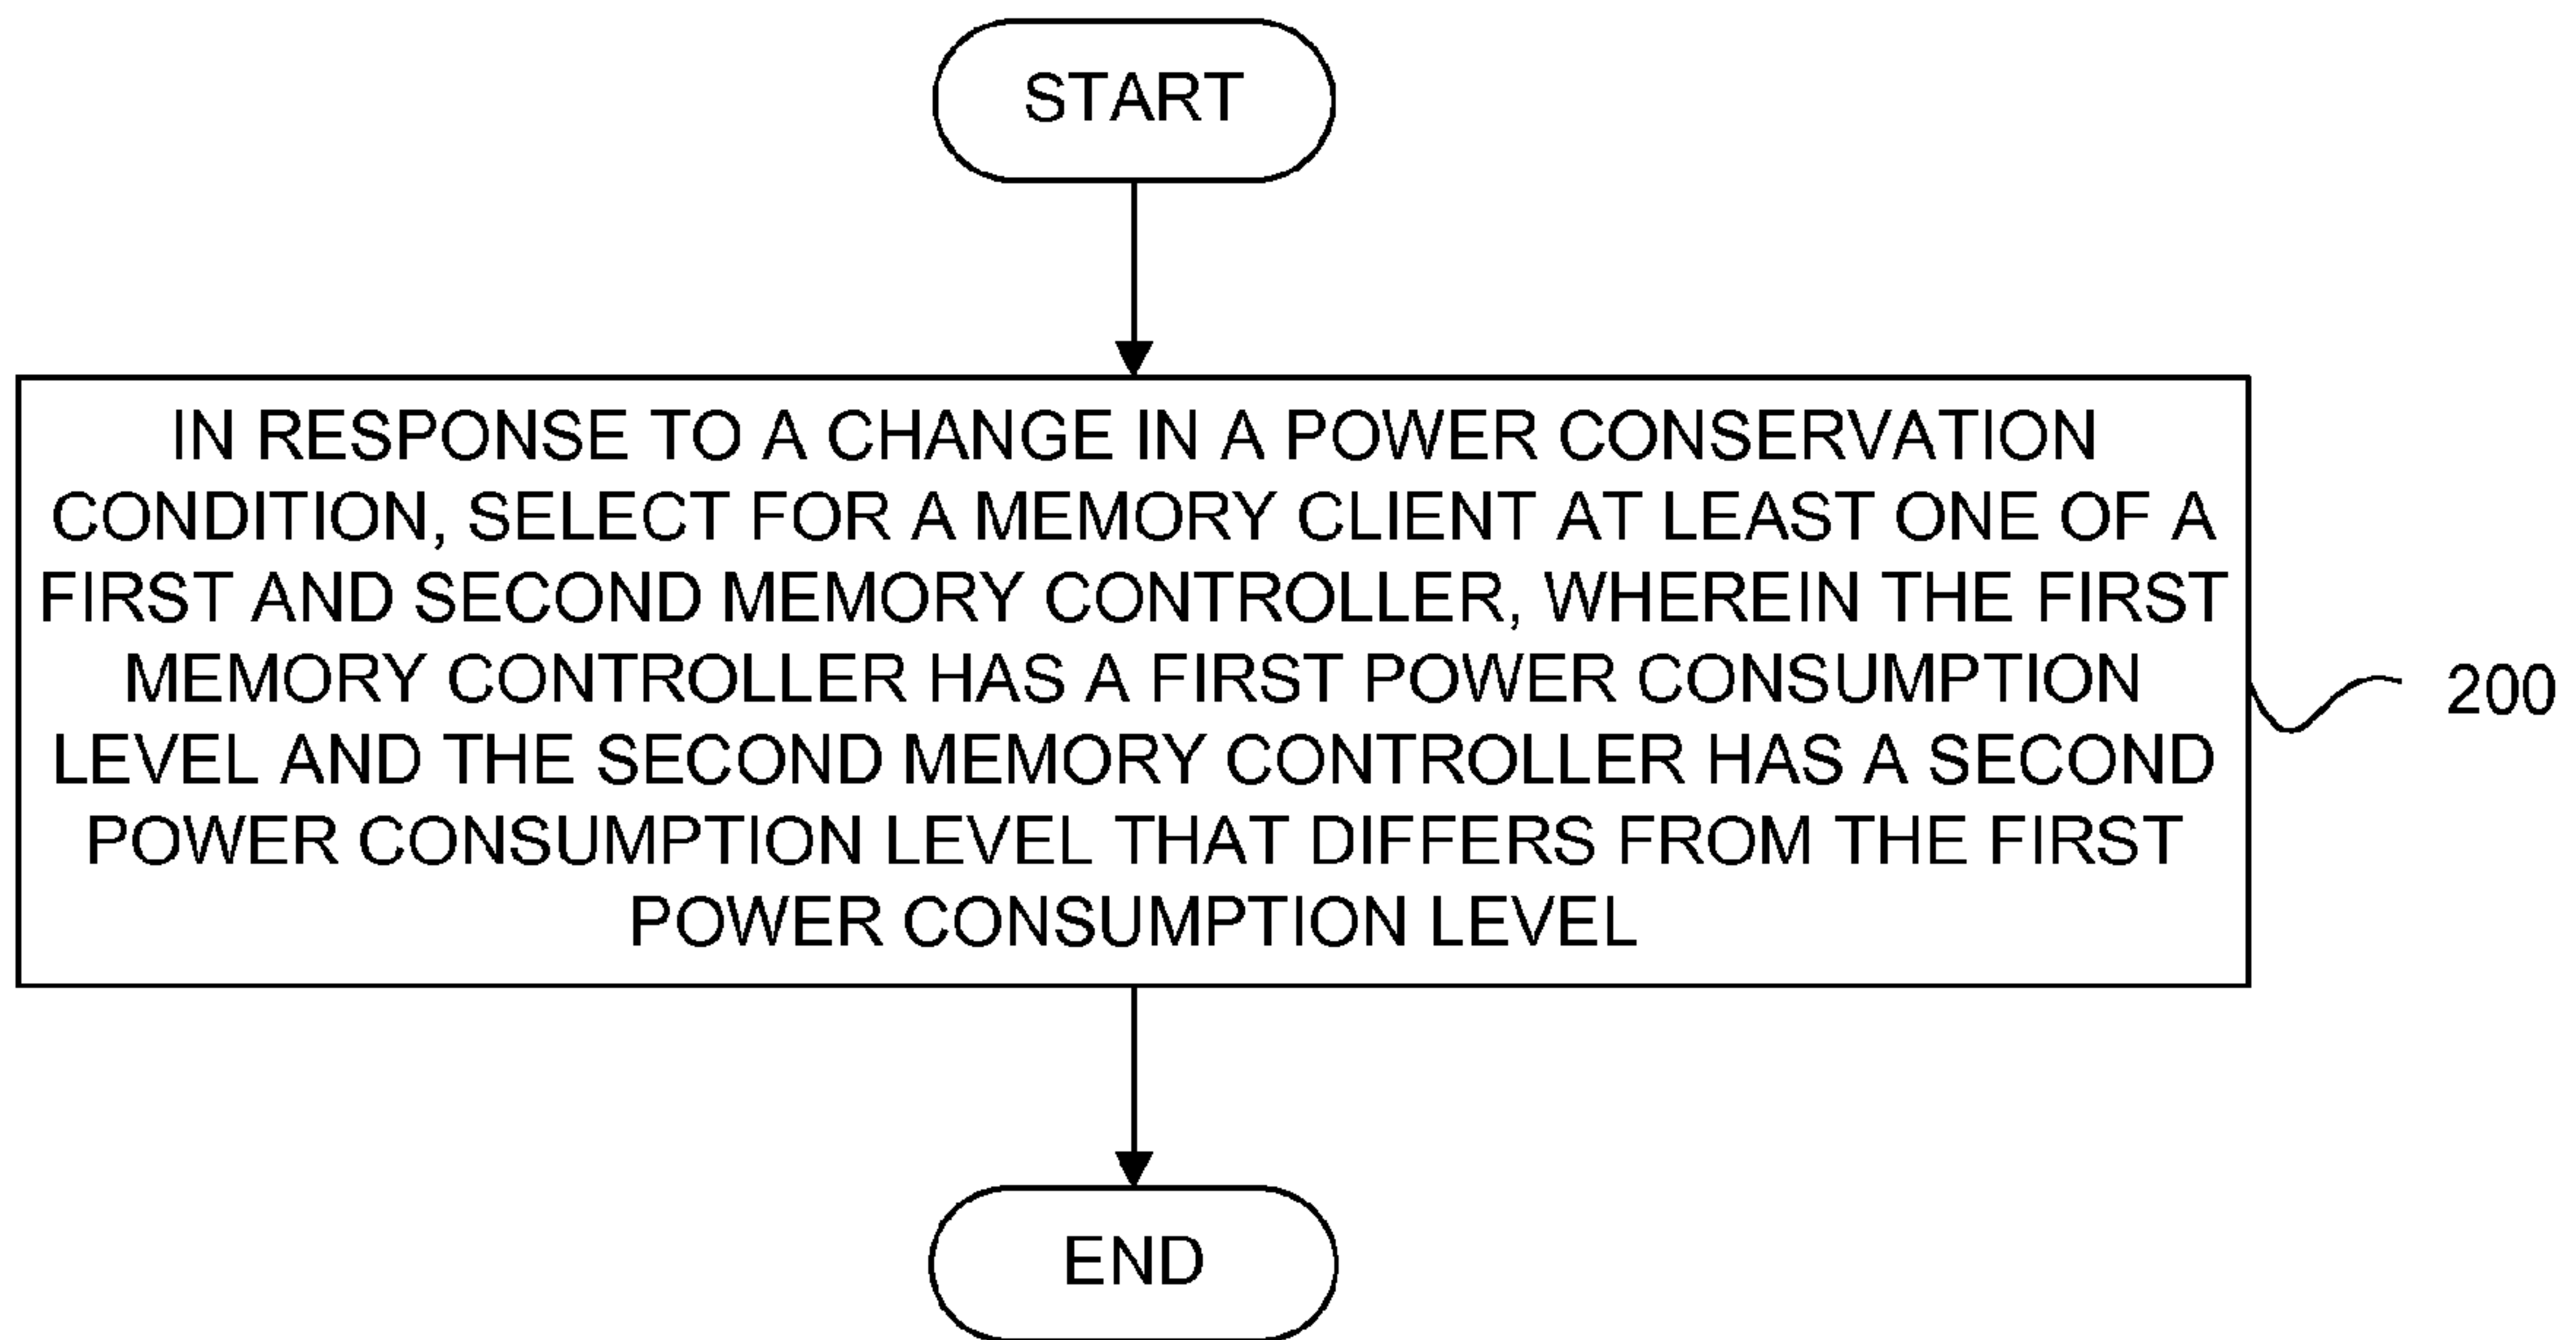 START
IN RESPONSE TO A CHANGE IN A POWER CONSERVATION
CONDITION, SELECT FOR A MEMORY CLIENT AT LEAST ONE OF A
FIRST AND SECOND MEMORY CONTROLLER, WHEREIN THE FIRST
MEMORY CONTROLLER HAS A FIRST POWER CONSUMPTION
LEVEL AND THE SECOND MEMORY CONTROLLER HAS A SECOND
POWER CONSUMPTION LEVEL THAT DIFFERS FROM THE FIRST
POWER CONSUMPTION LEVEL
200
END